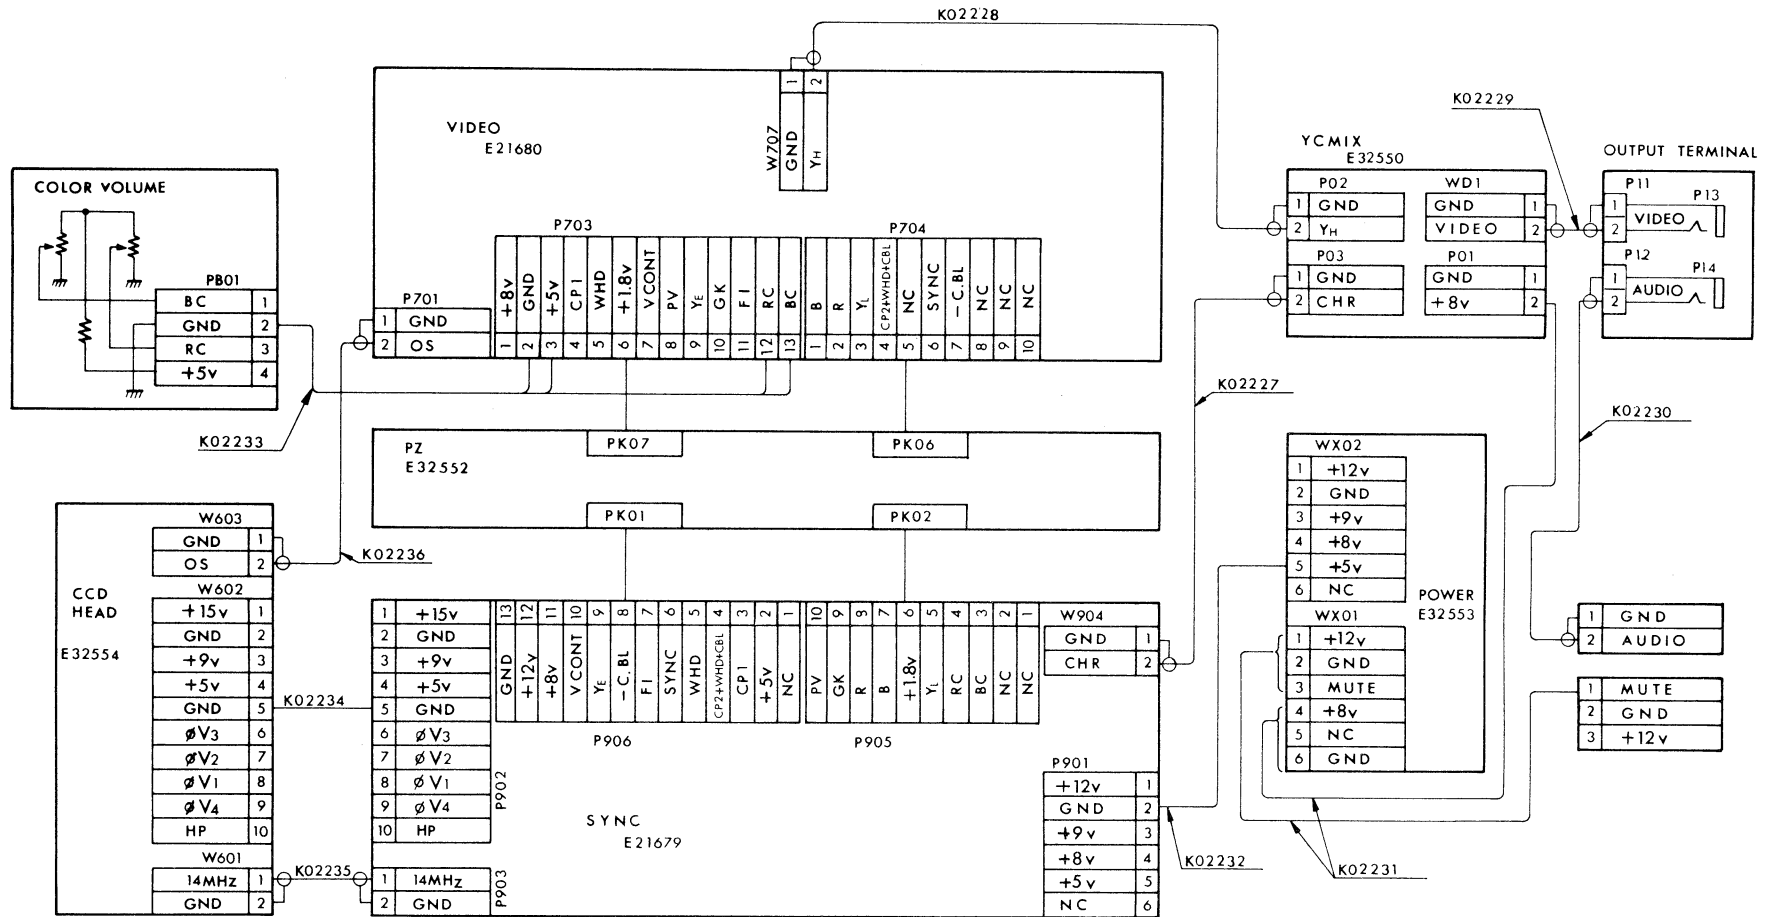 K02228
VIDEO
E21680
W707
1 GND
2 YH
K02229
YCMIX
E32550
OUTPUT TERMINAL
COLOR VOLUME
PB01
BC 1
GND 2
RC 3
+5v 4
P701
1 GND
2 OS
P703
+8v 1
GND 2
+5v 3
CP1 4
WHD 5
+1.8v 6
VCONT 7
PV 8
YE 9
GK 10
FI 11
RC 12
BC 13
P704
B 1
R 2
YL 3
CP2+WHD+CBL 4
NC 5
SYNC 6
-C.BL 7
NC 8
NC 9
NC 10
P02
1 GND
2 YH
P03
1 GND
2 CHR
WD1
GND 1
VIDEO 2
P01
GND 1
+8v 2
P11
P13
1
2
VIDEO
P12
P14
1
2
AUDIO
K02227
K02230
K02233
K02236
PZ
E32552
PK07
PK06
PK01
PK02
CCD
HEAD
E32554
W603
GND 1
OS 2
W602
+15v 1
GND 2
+9v 3
+5v 4
GND 5
øV3 6
øV2 7
øV1 8
øV4 9
HP 10
W601
14MHz 1
GND 2
K02234
K02235
1 +15v
2 GND
3 +9v
4 +5v
5 GND
6 øV3
7 øV2
8 øV1
9 øV4
10 HP
P902
1 14MHz
2 GND
P903
13 GND
12 +12v
11 +8v
10 VCONT
9 YE
8 -C.BL
7 FI
6 SYNC
5 WHD
4 CP2+WHD+CBL
3 CP1
2 +5v
1 NC
P906
10 PV
9 GK
8 R
7 B
6 +1.8v
5 YL
4 RC
3 BC
2 NC
1 NC
P905
SYNC
E21679
W904
GND 1
CHR 2
P901
+12v 1
GND 2
+9v 3
+8v 4
+5v 5
NC 6
K02232
K02231
WX02
1 +12v
2 GND
3 +9v
4 +8v
5 +5v
6 NC
WX01
1 +12v
2 GND
3 MUTE
4 +8v
5 NC
6 GND
POWER
E32553
1 GND
2 AUDIO
1 MUTE
2 GND
3 +12v